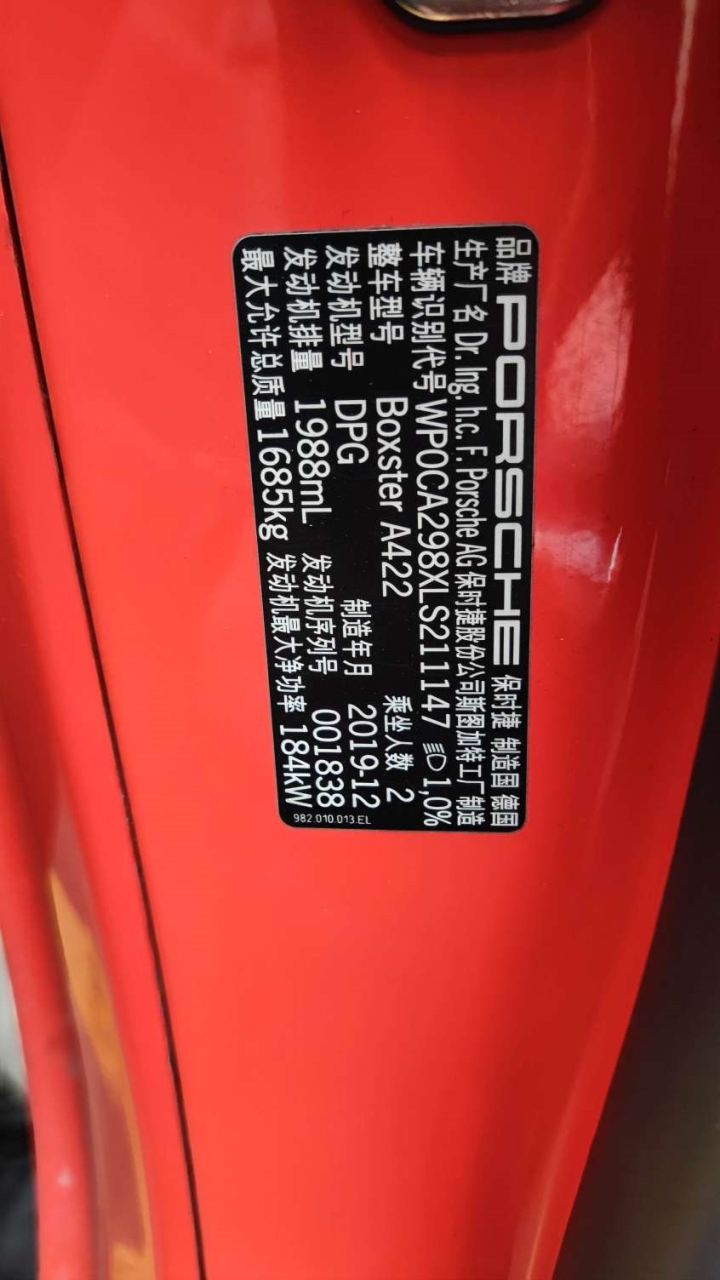 品牌 PORSCHE 保时捷 制造国 德国
生产厂名 Dr. Ing. h.c. F. Porsche AG 保时捷股份公司斯图加特工厂制造
车辆识别代号 WP0CA298XLS211147 1,0%
整车型号 Boxster A422 乘坐人数 2
发动机型号 DPG 制造年月 2019-12
发动机排量 1988mL 发动机序列号 001838
最大允许总质量 1685kg 发动机最大净功率 184kW
982.010.013.EL